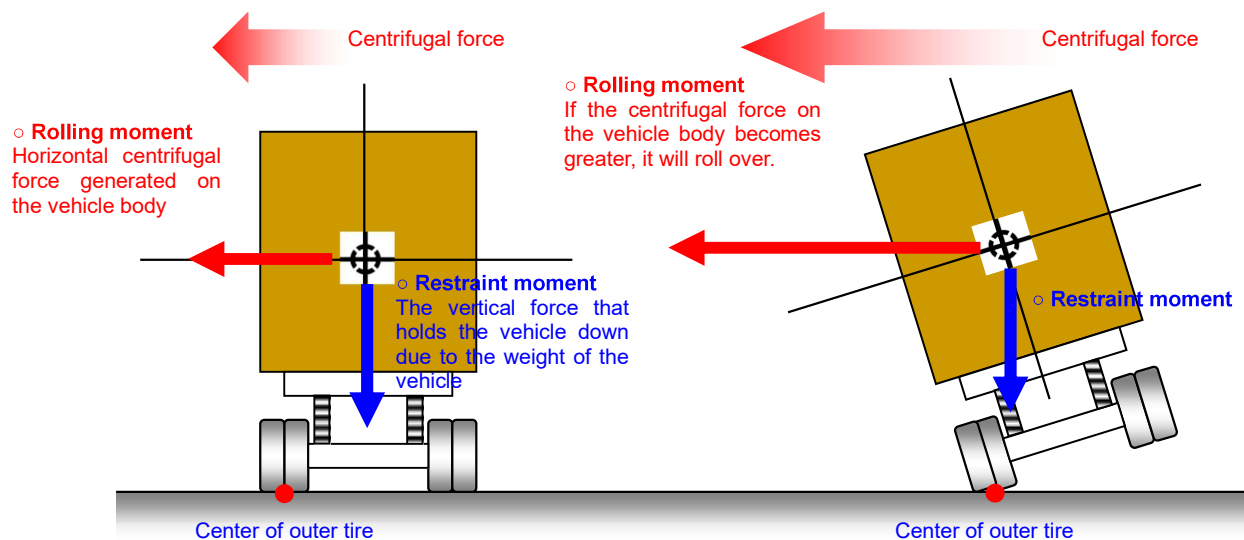 Centrifugal force
○ Rolling moment
Horizontal centrifugal
force generated on
the vehicle body
○ Restraint moment
The vertical force that
holds the vehicle down
due to the weight of the
vehicle
Center of outer tire
Centrifugal force
○ Rolling moment
If the centrifugal force on
the vehicle body becomes
greater, it will roll over.
○ Restraint moment
Center of outer tire